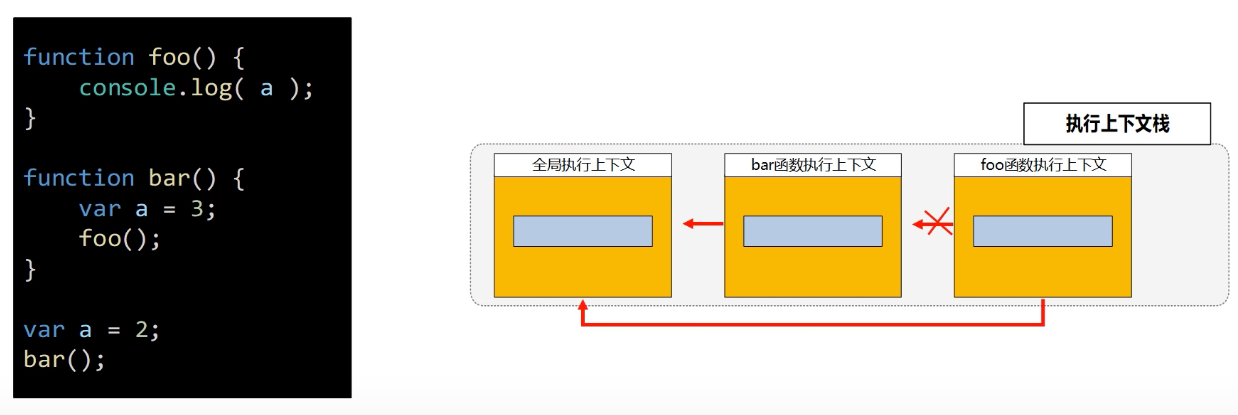 function foo() {
    console.log( a );
}
function bar() {
    var a = 3;
    foo();
}
var a = 2;
bar();
执行上下文栈
全局执行上下文
bar函数执行上下文
foo函数执行上下文